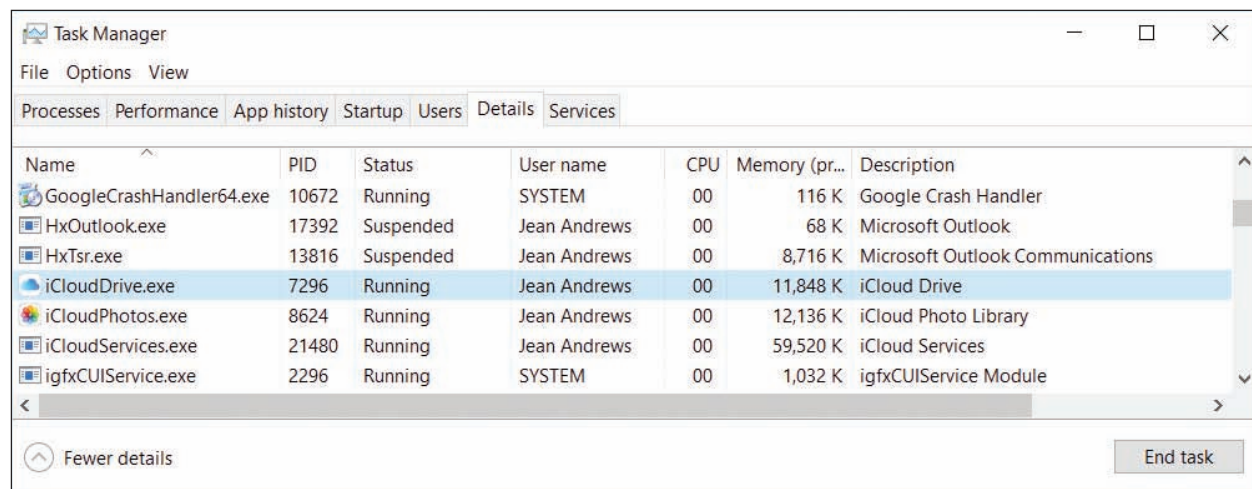 Task Manager
File Options View
Processes Performance App history Startup Users Details Services
Name PID Status User name CPU Memory (pr... Description
GoogleCrashHandler64.exe 10672 Running SYSTEM 00 116 K Google Crash Handler
HxOutlook.exe 17392 Suspended Jean Andrews 00 68 K Microsoft Outlook
HxTsr.exe 13816 Suspended Jean Andrews 00 8,716 K Microsoft Outlook Communications
iCloudDrive.exe 7296 Running Jean Andrews 00 11,848 K iCloud Drive
iCloudPhotos.exe 8624 Running Jean Andrews 00 12,136 K iCloud Photo Library
iCloudServices.exe 21480 Running Jean Andrews 00 59,520 K iCloud Services
igfxCUIService.exe 2296 Running SYSTEM 00 1,032 K igfxCUIService Module
Fewer details End task